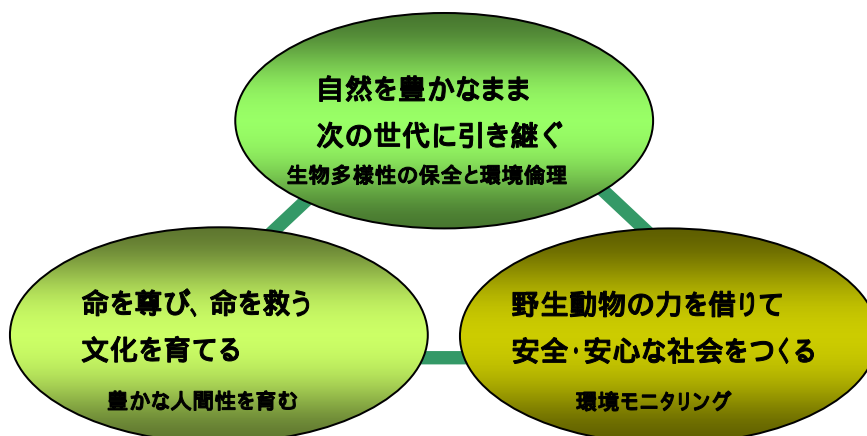 自然を豊かなまま
次の世代に引き継ぐ
生物多様性の保全と環境倫理
命を尊び、命を救う
文化を育てる
豊かな人間性を育む
野生動物の力を借りて
安全・安心な社会をつくる
環境モニタリング